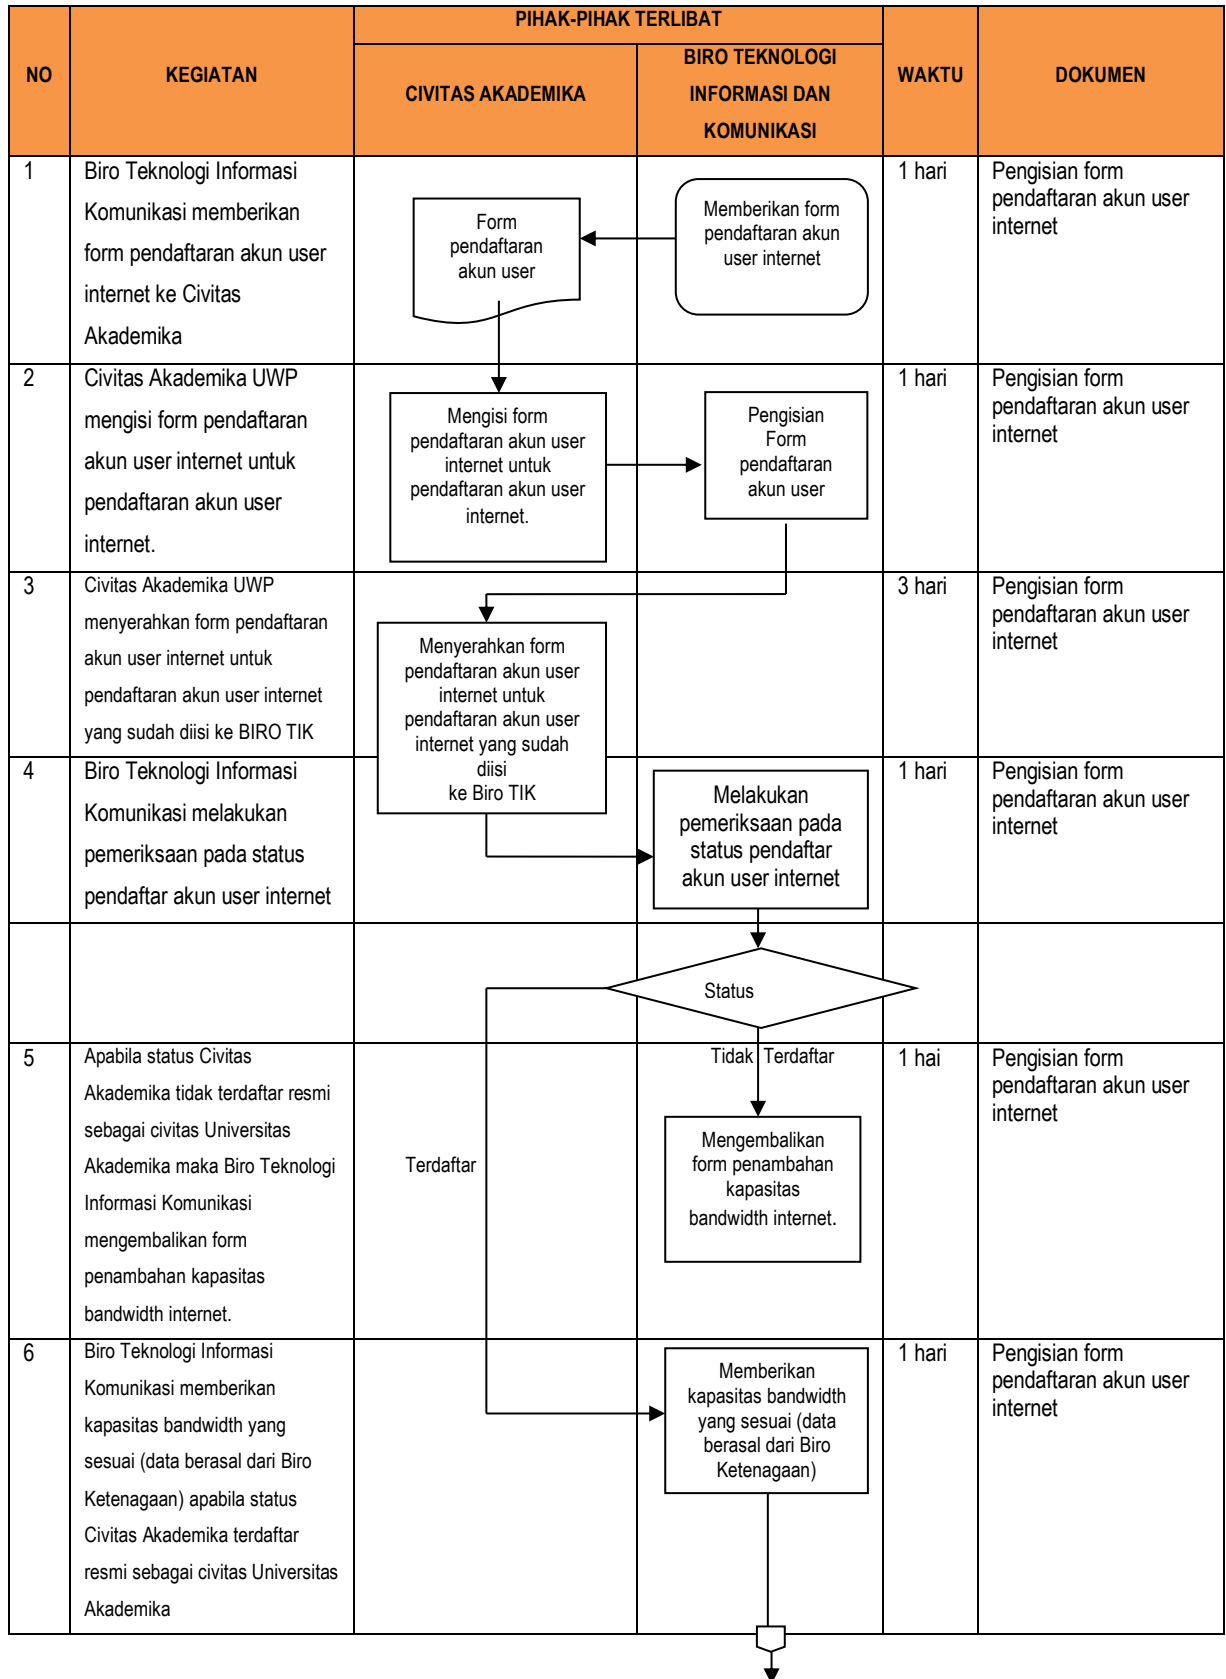 NO
KEGIATAN
PIHAK-PIHAK TERLIBAT
CIVITAS AKADEMIKA
BIRO TEKNOLOGI
INFORMASI DAN
KOMUNIKASI
WAKTU
DOKUMEN
1
Biro Teknologi Informasi
Komunikasi memberikan
form pendaftaran akun user
internet ke Civitas
Akademika
Form
pendaftaran
akun user
Memberikan form
pendaftaran akun
user internet
1 hari
Pengisian form
pendaftaran akun user
internet
2
Civitas Akademika UWP
mengisi form pendaftaran
akun user internet untuk
pendaftaran akun user
internet.
Mengisi form
pendaftaran akun user
internet untuk
pendaftaran akun user
internet.
Pengisian
Form
pendaftaran
akun user
1 hari
Pengisian form
pendaftaran akun user
internet
3
Civitas Akademika UWP
menyerahkan form pendaftaran
akun user internet untuk
pendaftaran akun user internet
yang sudah diisi ke BIRO TIK
Menyerahkan form
pendaftaran akun user
internet untuk
pendaftaran akun user
internet yang sudah
diisi
ke Biro TIK
3 hari
Pengisian form
pendaftaran akun user
internet
4
Biro Teknologi Informasi
Komunikasi melakukan
pemeriksaan pada status
pendaftar akun user internet
Melakukan
pemeriksaan pada
status pendaftar
akun user internet
1 hari
Pengisian form
pendaftaran akun user
internet
Status
5
Apabila status Civitas
Akademika tidak terdaftar resmi
sebagai civitas Universitas
Akademika maka Biro Teknologi
Informasi Komunikasi
mengembalikan form
penambahan kapasitas
bandwidth internet.
Terdaftar
Tidak Terdaftar
Mengembalikan
form penambahan
kapasitas
bandwidth internet.
1 hai
Pengisian form
pendaftaran akun user
internet
6
Biro Teknologi Informasi
Komunikasi memberikan
kapasitas bandwidth yang
sesuai (data berasal dari Biro
Ketenagaan) apabila status
Civitas Akademika terdaftar
resmi sebagai civitas Universitas
Akademika
Memberikan
kapasitas bandwidth
yang sesuai (data
berasal dari Biro
Ketenagaan)
1 hari
Pengisian form
pendaftaran akun user
internet